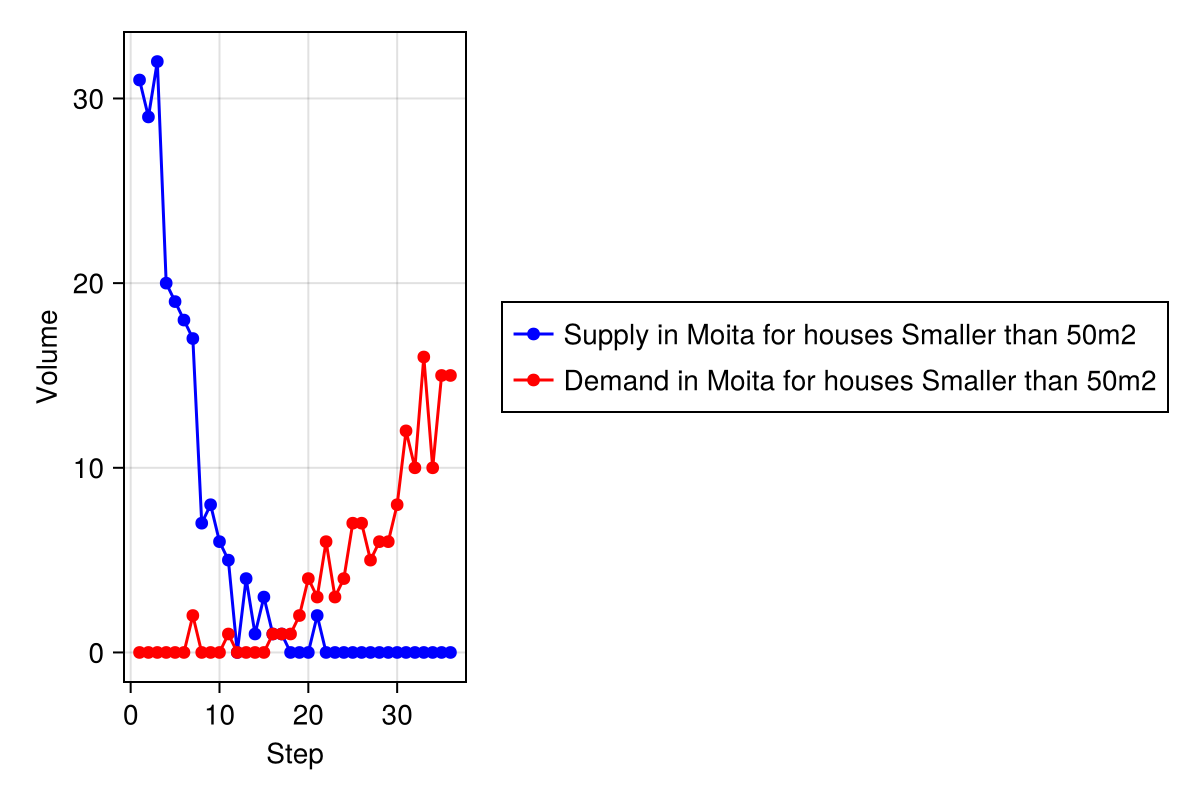 30
20
10
0
Volume
0 10 20 30
Step
Supply in Moita for houses Smaller than 50m2
Demand in Moita for houses Smaller than 50m2